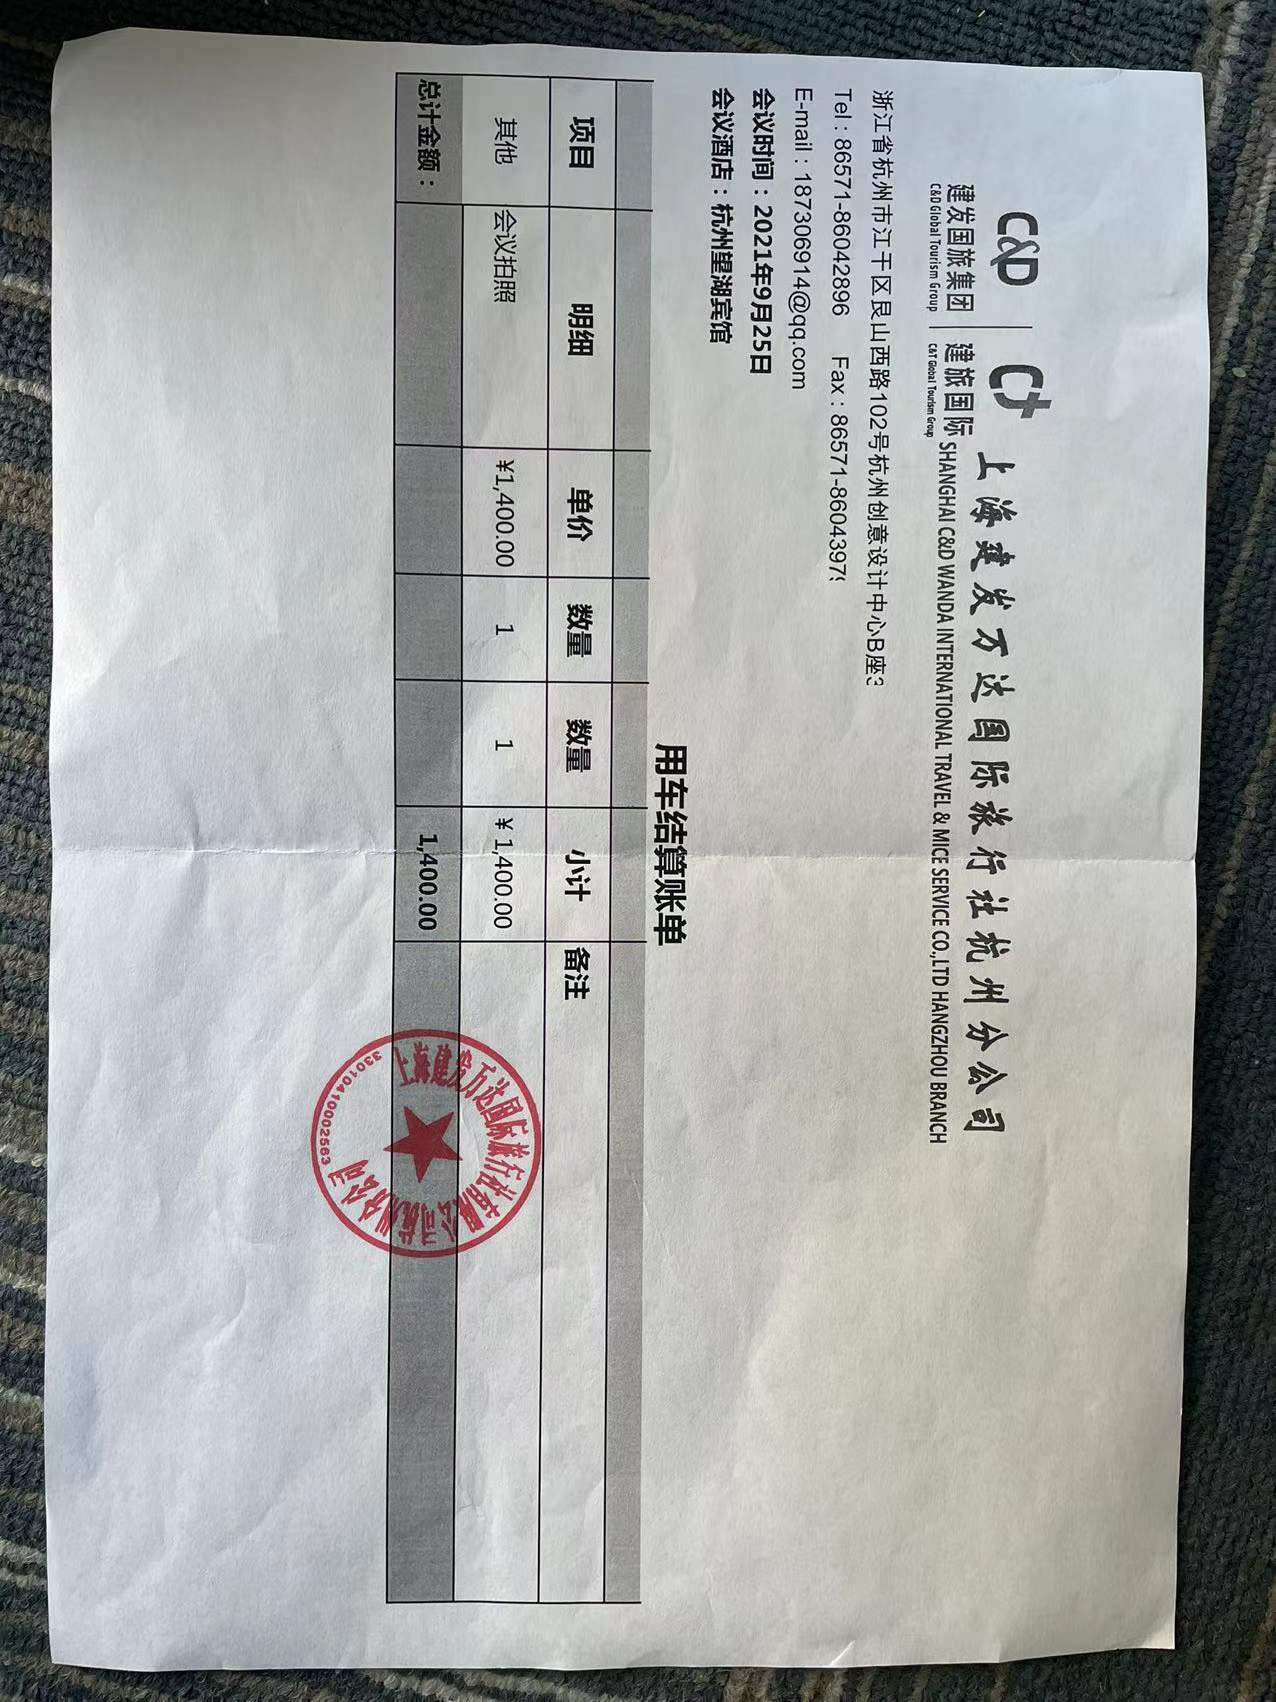 C&D
建发国旅集团
C&D Global Tourism Group
建旅国际
C&T Global Tourism Group
上海建发万达国际旅行社杭州分公司
SHANGHAI C&D WANDA INTERNATIONAL TRAVEL & MICE SERVICE CO.,LTD HANGZHOU BRANCH
浙江省杭州市江干区艮山西路102号杭州创意设计中心B座
Tel：86571-86042896 Fax：86571-8604397
E-mail：187306914@qq.com
会议时间：2021年9月25日
会议酒店：杭州望湖宾馆
用车结算账单
项目 明细 单价 数量 数量 小计 备注
其他 会议拍照 ¥1,400.00 1 1 ¥ 1,400.00
总计金额： 1,400.00
上海建发万达国际旅行社有限公司杭州分公司
33010410002563